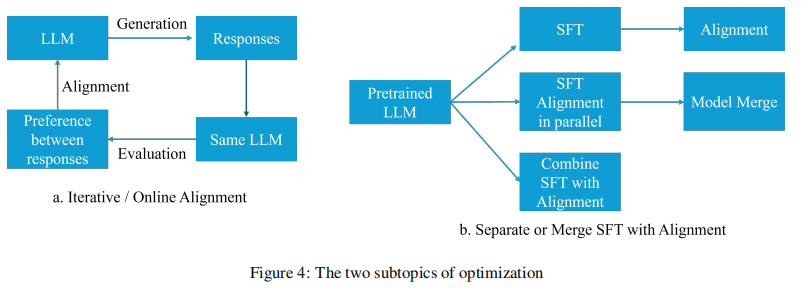 Generation
LLM
Responses
Alignment
Preference
between
responses
Evaluation
Same LLM
a. Iterative / Online Alignment
Pretrained
LLM
SFT
Alignment
SFT
Alignment
in parallel
Model Merge
Combine
SFT with
Alignment
b. Separate or Merge SFT with Alignment
Figure 4: The two subtopics of optimization